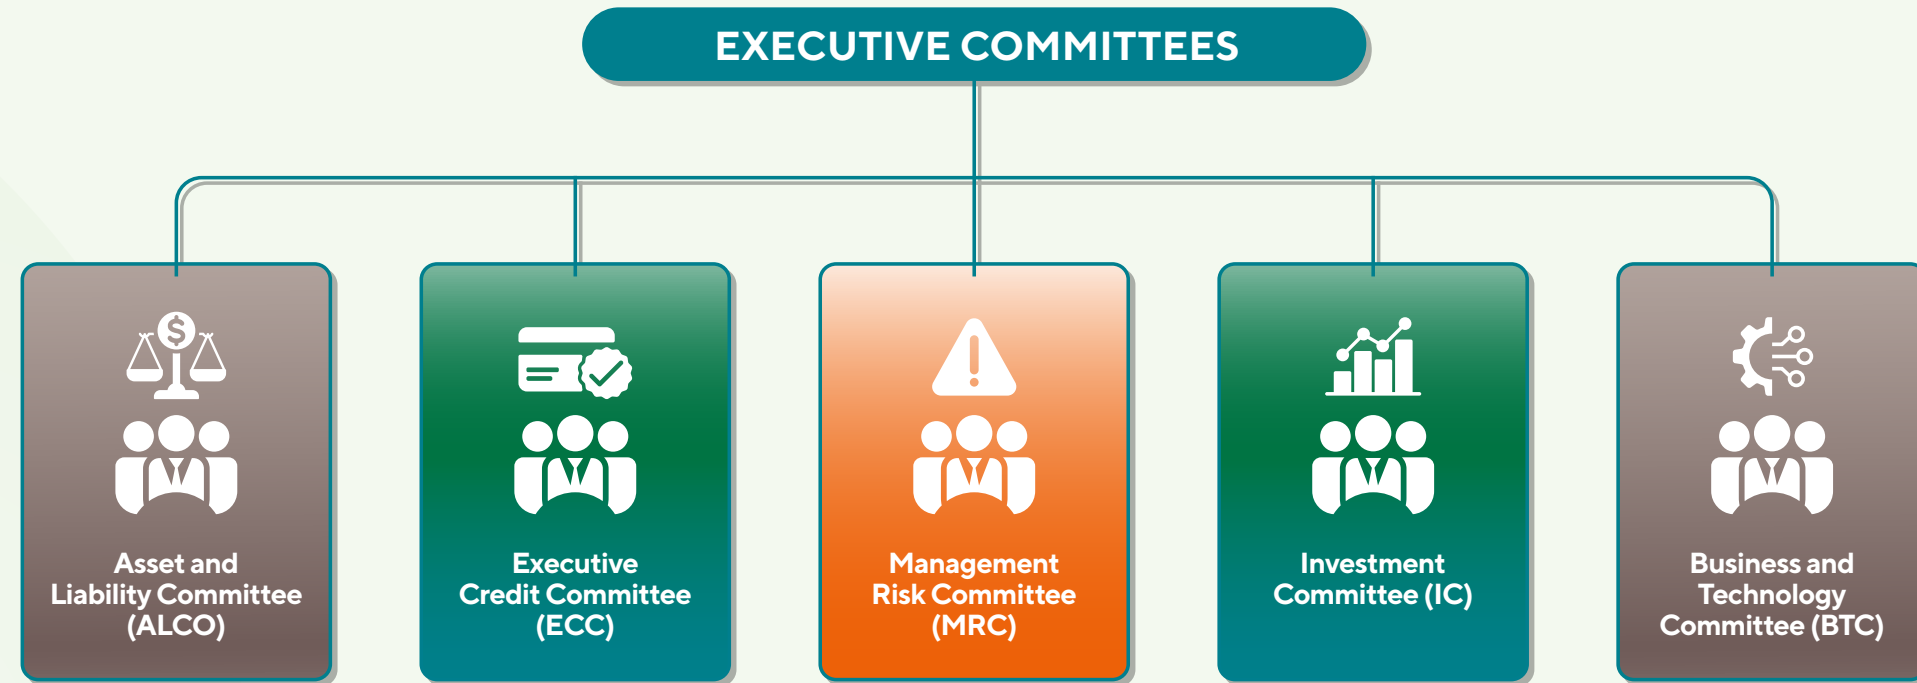 EXECUTIVE COMMITTEES
Asset and
Liability Committee
(ALCO)
Executive
Credit Committee
(ECC)
Management
Risk Committee
(MRC)
Investment
Committee (IC)
Business and
Technology
Committee (BTC)